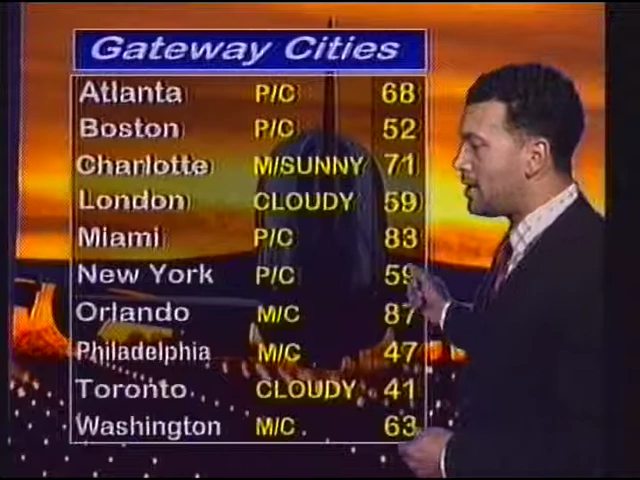 Gateway Cities
Atlanta P/C 68
Boston P/C 52
Charlotte M/SUNNY 71
London CLOUDY 59
Miami P/C 83
New York P/C 59
Orlando M/C 87
Philadelphia M/C 47
Toronto CLOUDY 41
Washington M/C 63